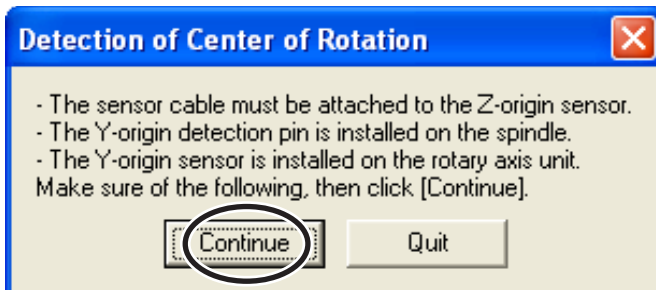 Detection of Center of Rotation
- The sensor cable must be attached to the Z-origin sensor.
- The Y-origin detection pin is installed on the spindle.
- The Y-origin sensor is installed on the rotary axis unit.
Make sure of the following, then click [Continue].
Continue Quit